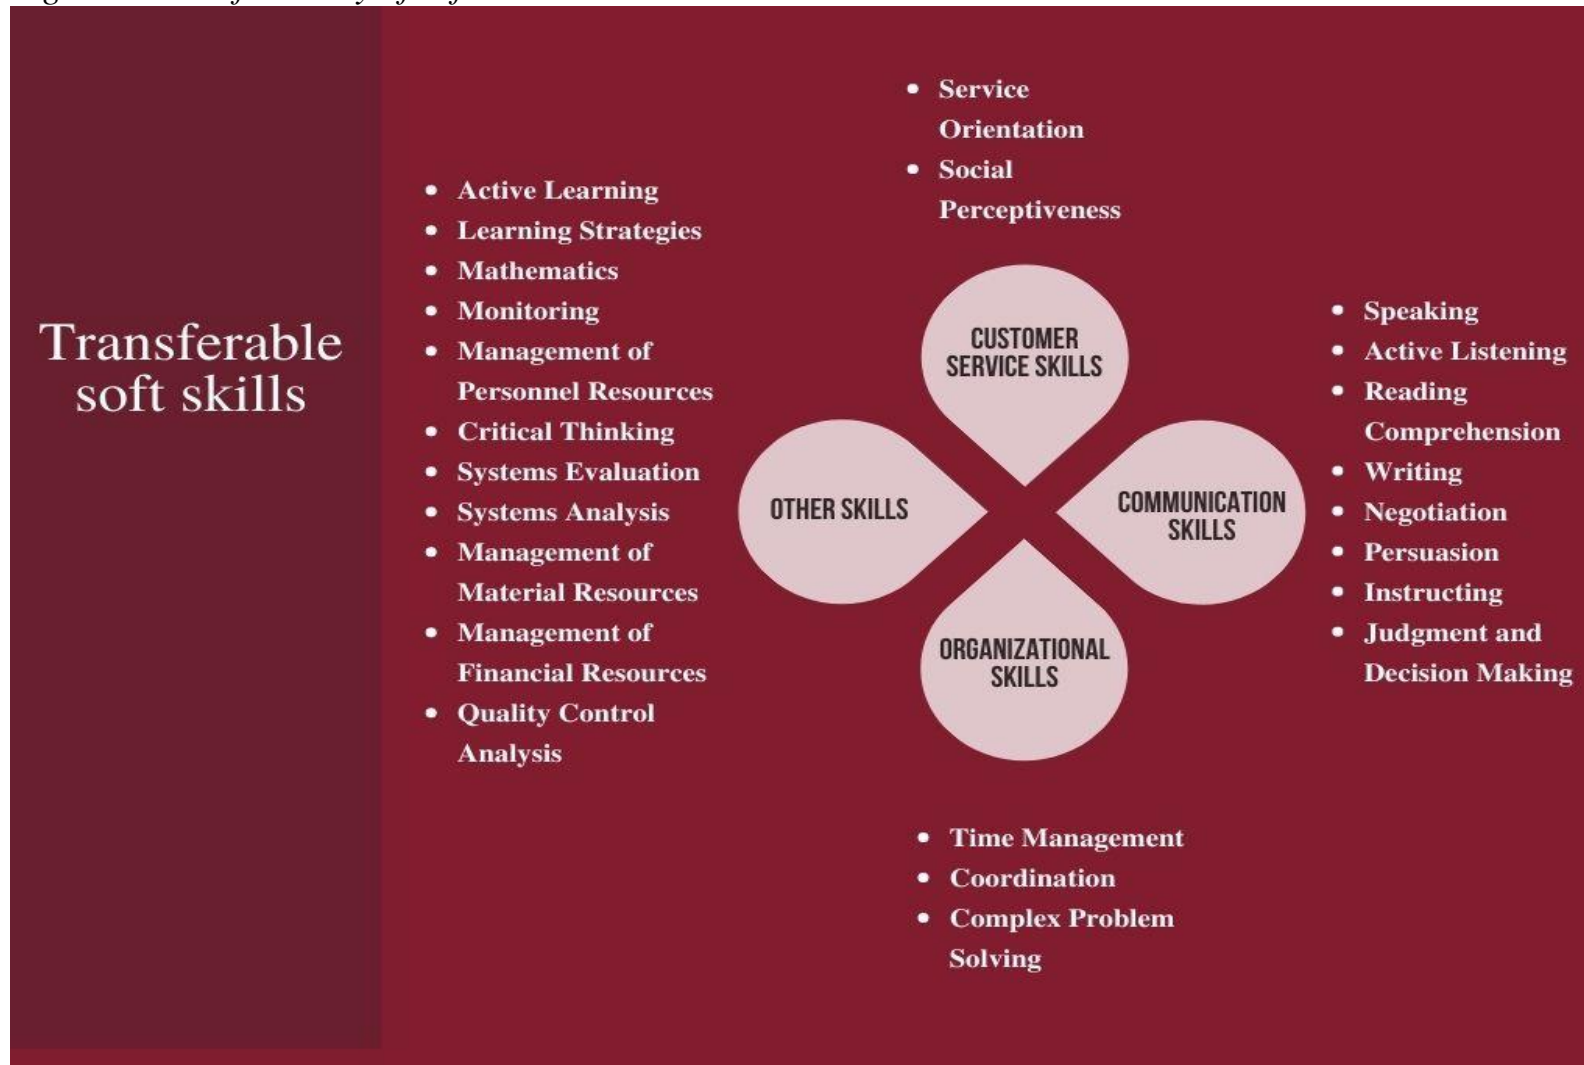 Transferable
soft skills
• Active Learning
• Learning Strategies
• Mathematics
• Monitoring
• Management of
Personnel Resources
• Critical Thinking
• Systems Evaluation
• Systems Analysis
• Management of
Material Resources
• Management of
Financial Resources
• Quality Control
Analysis
• Service
Orientation
• Social
Perceptiveness
CUSTOMER
SERVICE SKILLS
OTHER SKILLS
COMMUNICATION
SKILLS
ORGANIZATIONAL
SKILLS
• Time Management
• Coordination
• Complex Problem
Solving
• Speaking
• Active Listening
• Reading
Comprehension
• Writing
• Negotiation
• Persuasion
• Instructing
• Judgment and
Decision Making